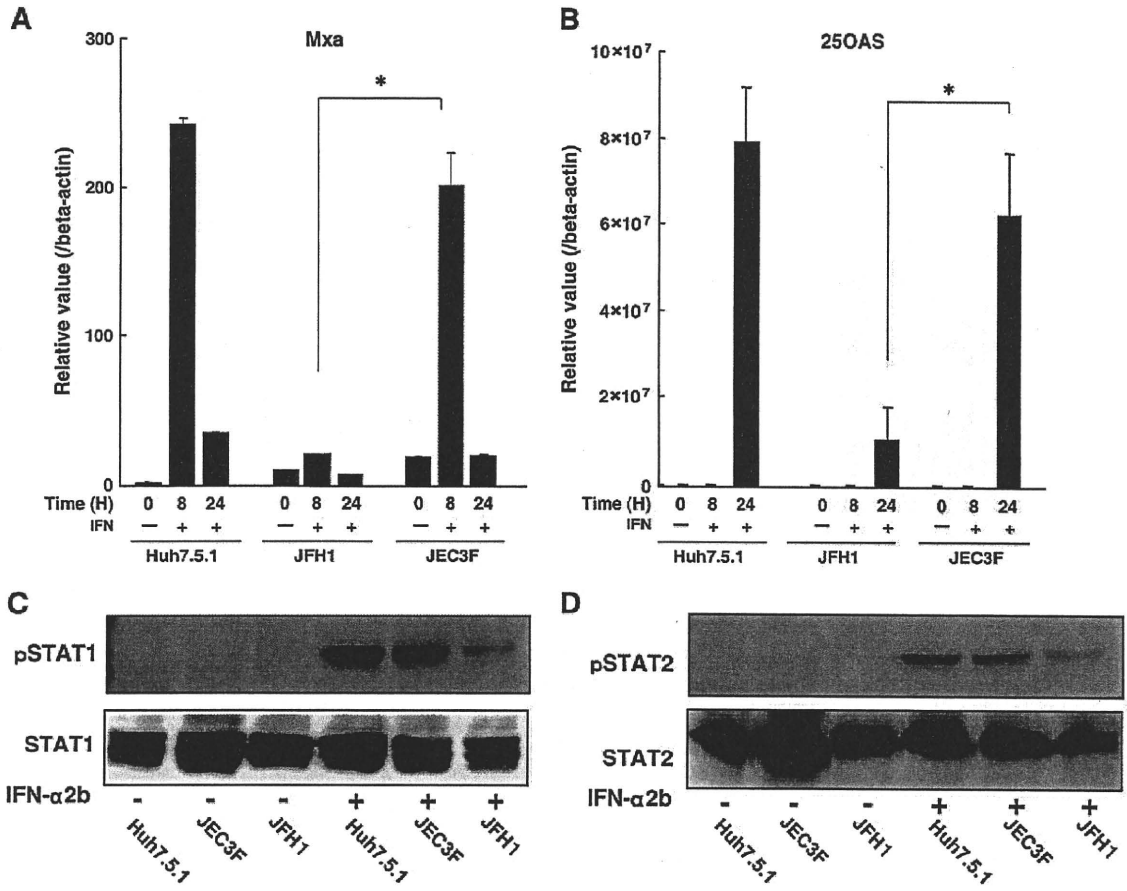 A
Mxa
300
200
100
0
Relative value (/beta-actin)
*
Time (H) 0 8 24 0 8 24 0 8 24
IFN — + + — + + — + +
Huh7.5.1 JFH1 JEC3F
B
25OAS
10×10⁷
8×10⁷
6×10⁷
4×10⁷
2×10⁷
0
Relative value (/beta-actin)
*
Time (H) 0 8 24 0 8 24 0 8 24
IFN — + + — + + — + +
Huh7.5.1 JFH1 JEC3F
C
pSTAT1
STAT1
IFN-α2b - - - + + +
Huh7.5.1 JEC3F JFH1 Huh7.5.1 JEC3F JFH1
D
pSTAT2
STAT2
IFN-α2b - - - + + +
Huh7.5.1 JEC3F JFH1 Huh7.5.1 JEC3F JFH1